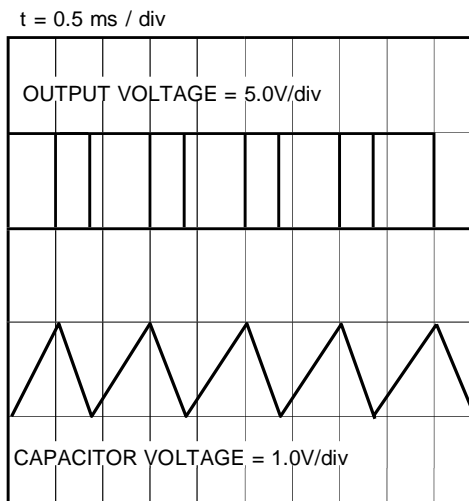 t = 0.5 ms / div
OUTPUT VOLTAGE = 5.0V/div
CAPACITOR VOLTAGE = 1.0V/div